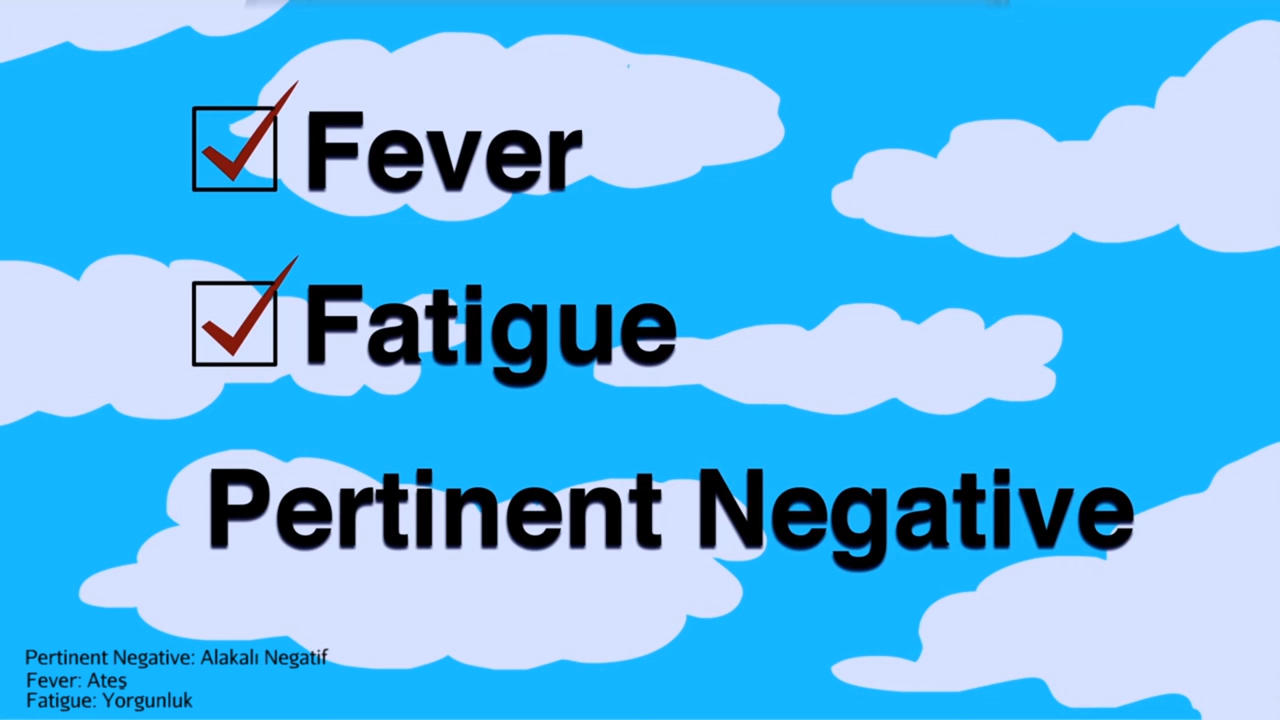 Fever
Fatigue
Pertinent Negative
Pertinent Negative: Alakalı Negatif
Fever: Ateş
Fatigue: Yorgunluk